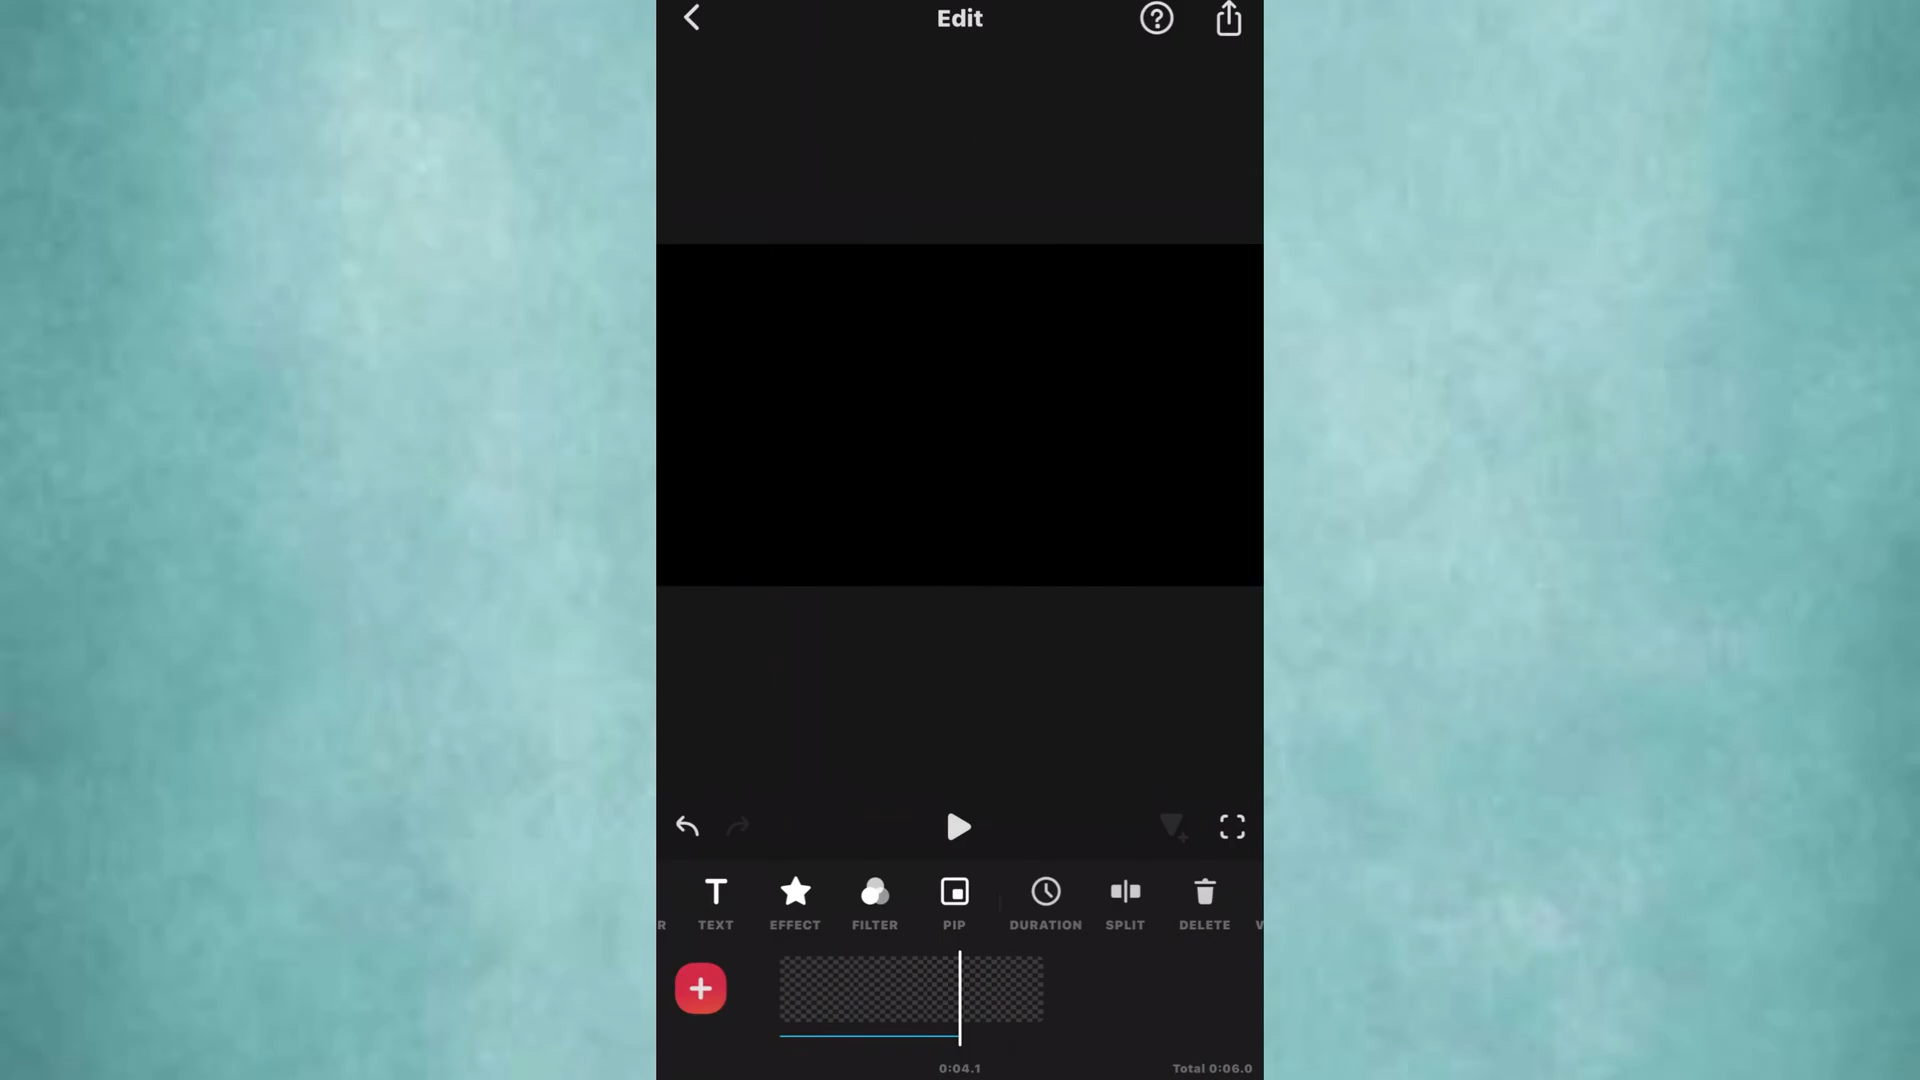 Edit
R TEXT EFFECT FILTER PIP DURATION SPLIT DELETE V
0:04.1 Total 0:06.0